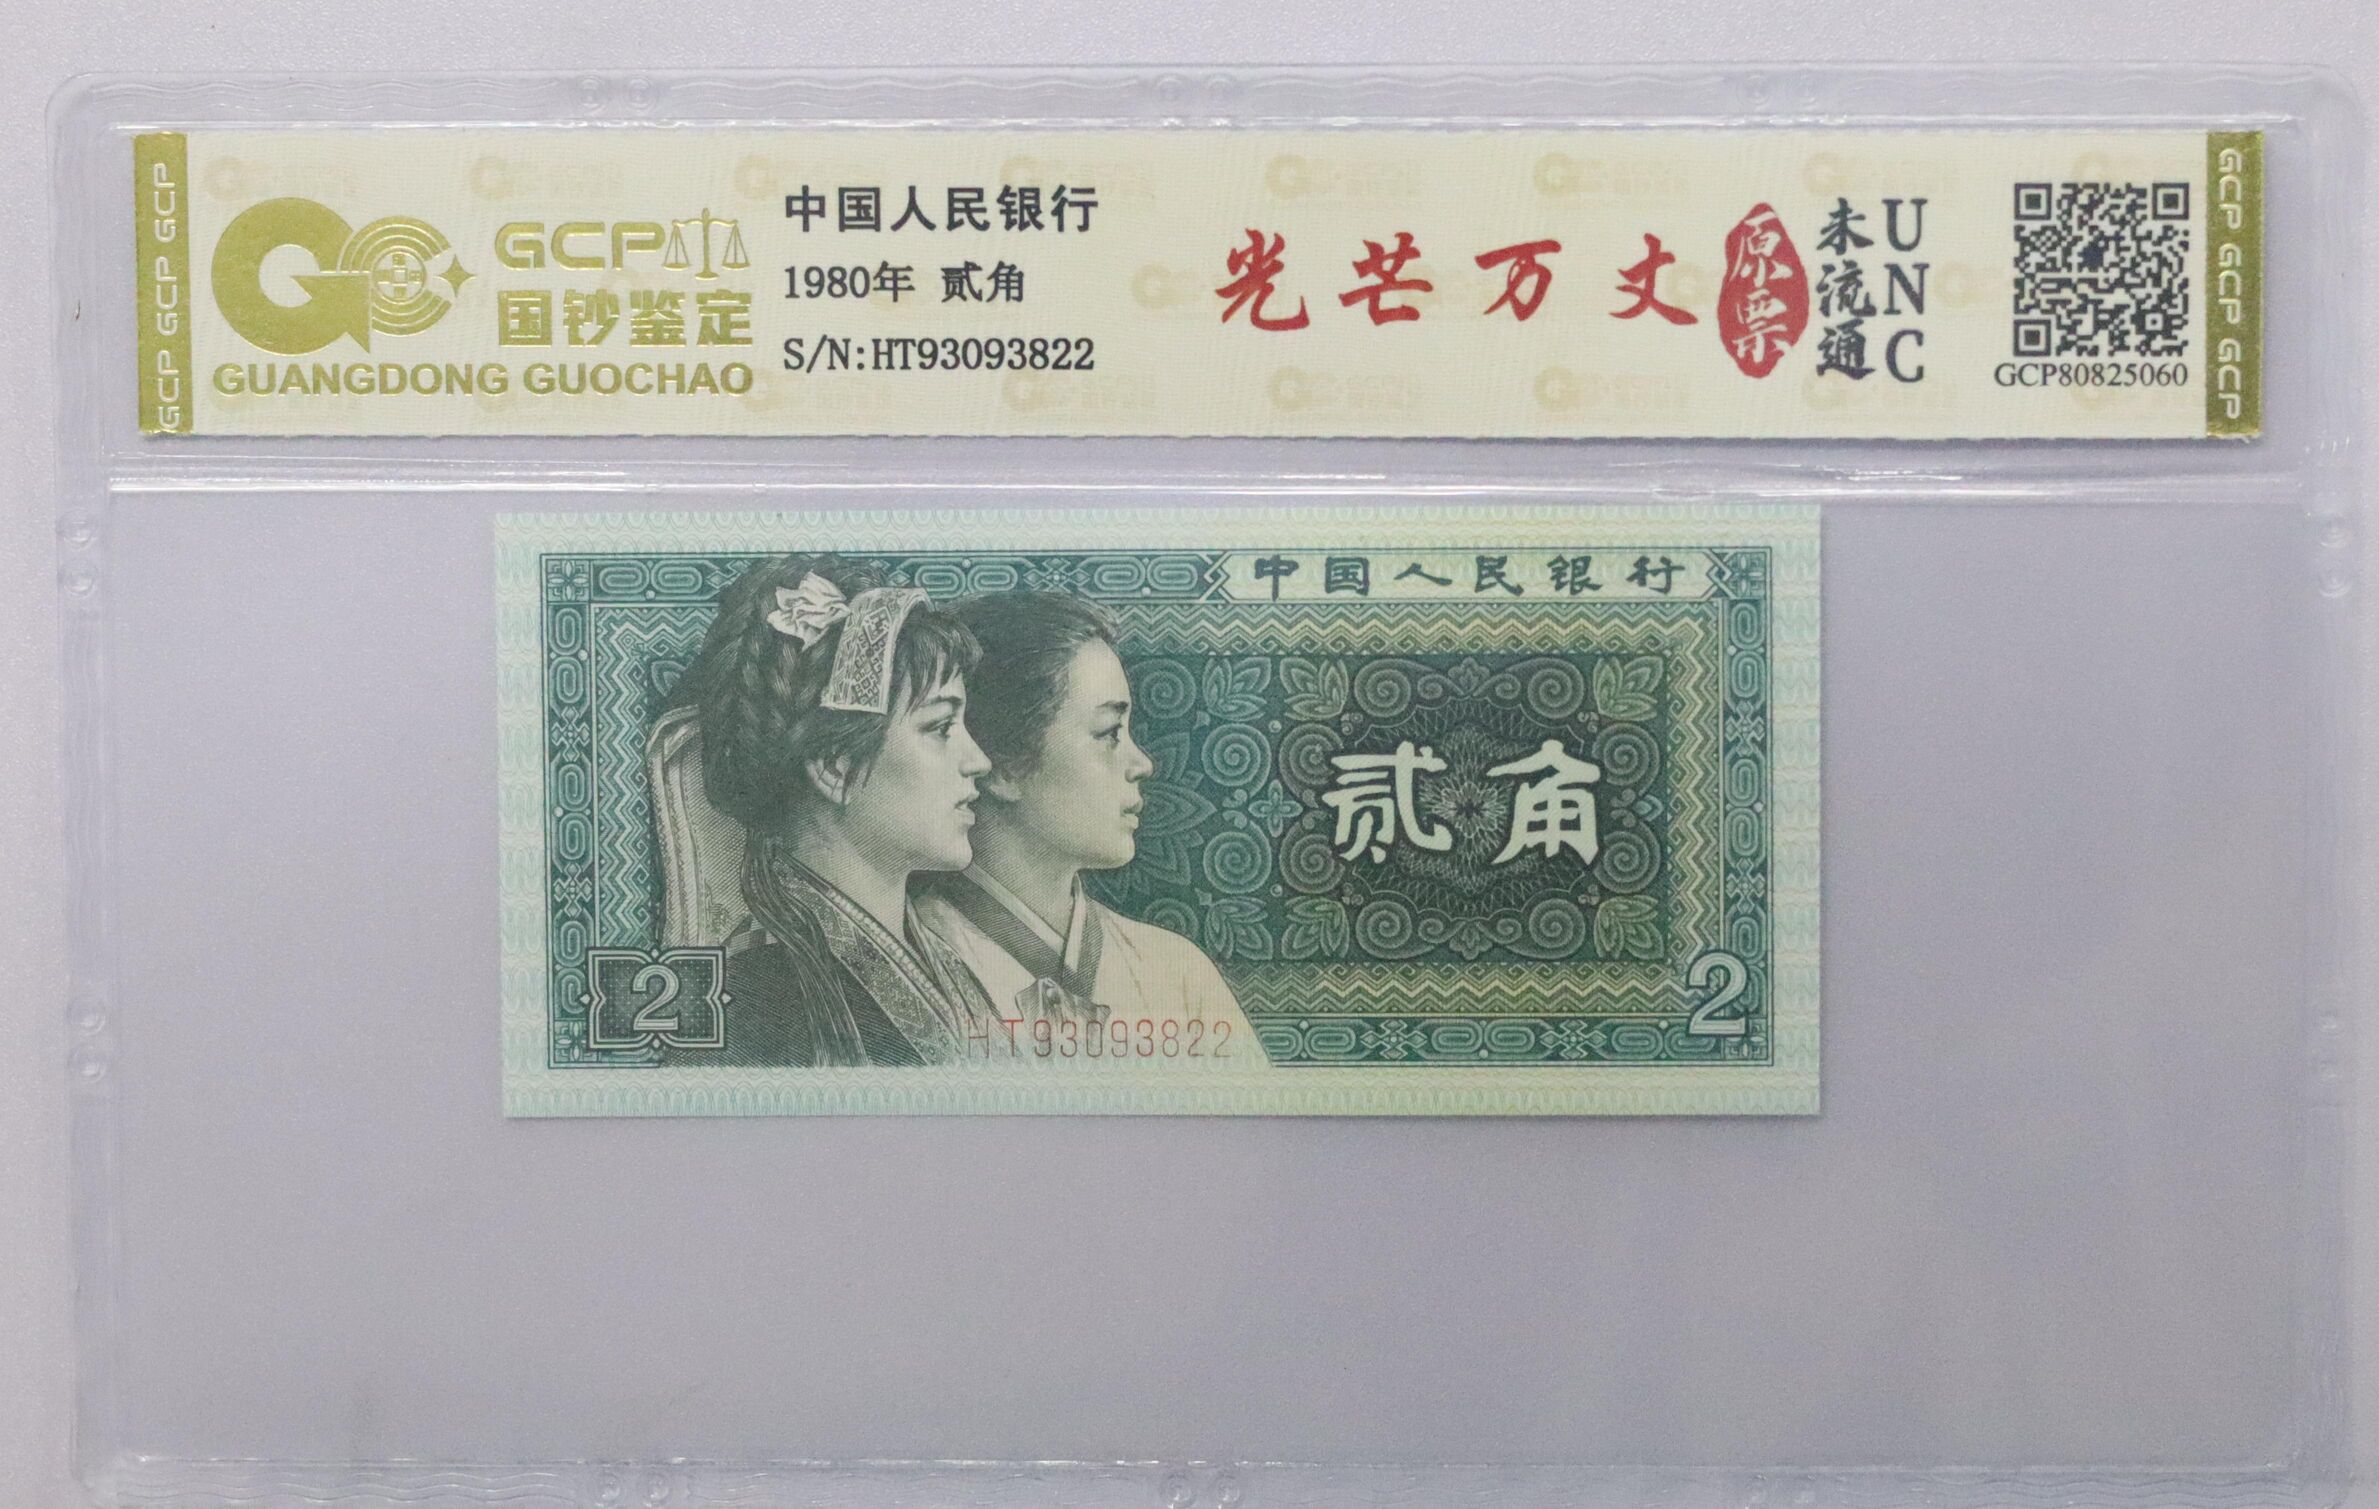 GCP GCP GCP
GCP
国钞鉴定
GUANGDONG GUOCHAO
中国人民银行
1980年 贰角
S/N:HT93093822
光芒万丈
原票
未流通
UNC
GCP80825060
GCP GCP GCP
中国人民银行
贰角
2
2
HT93093822